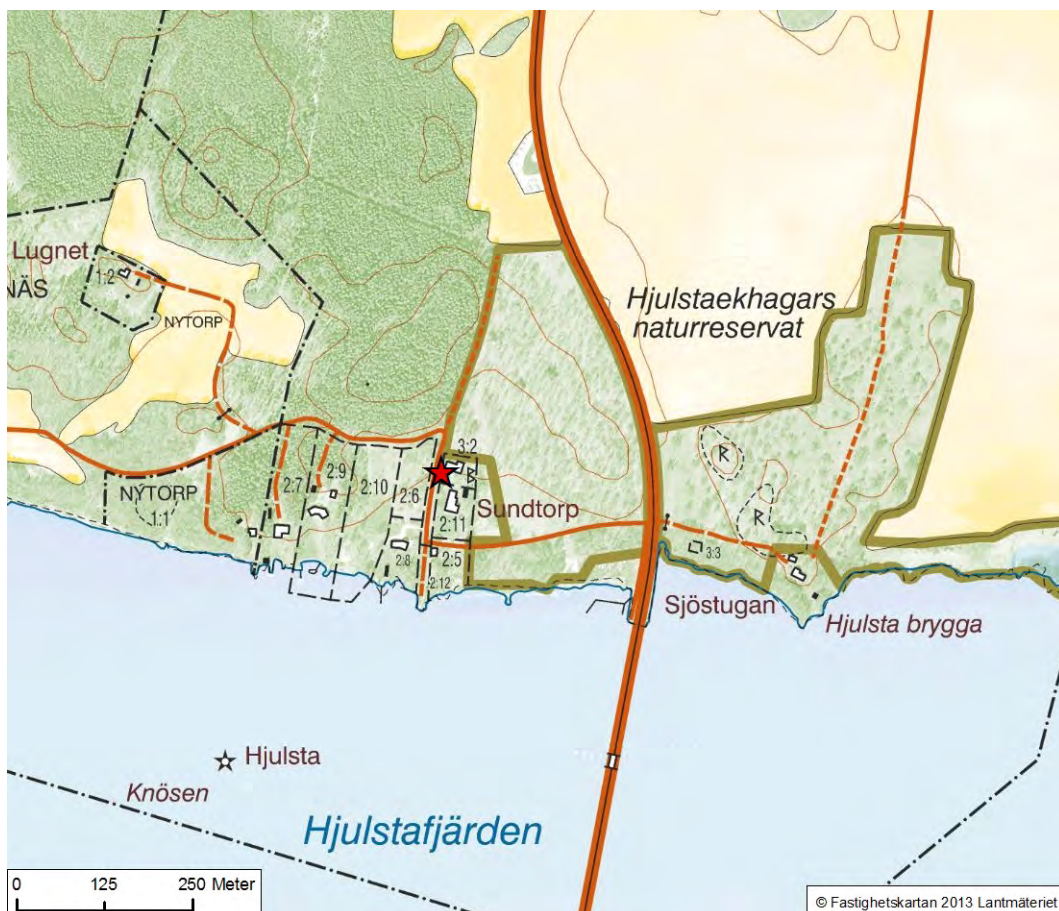 Lugnet
1:2
NÄS
NYTORP
Hjulstaekhagars
naturreservat
3:2
2:9
2:7
2:10
2:6
NYTORP
1:1
Sundtorp
2:11
R
R
2:8
2:5
3:3
2:12
Sjöstugan
Hjulsta brygga
Hjulsta
Knösen
Hjulstafjärden
0 125 250 Meter
© Fastighetskartan 2013 Lantmäteriet